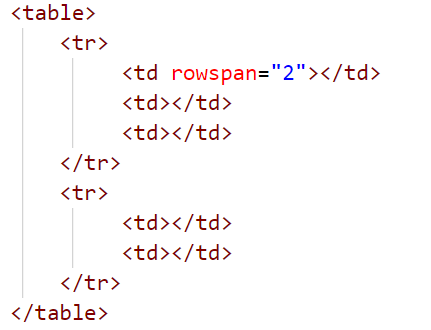 <table>
<tr>
<td rowspan="2"></td>
<td></td>
<td></td>
</tr>
<tr>
<td></td>
<td></td>
</tr>
</table>